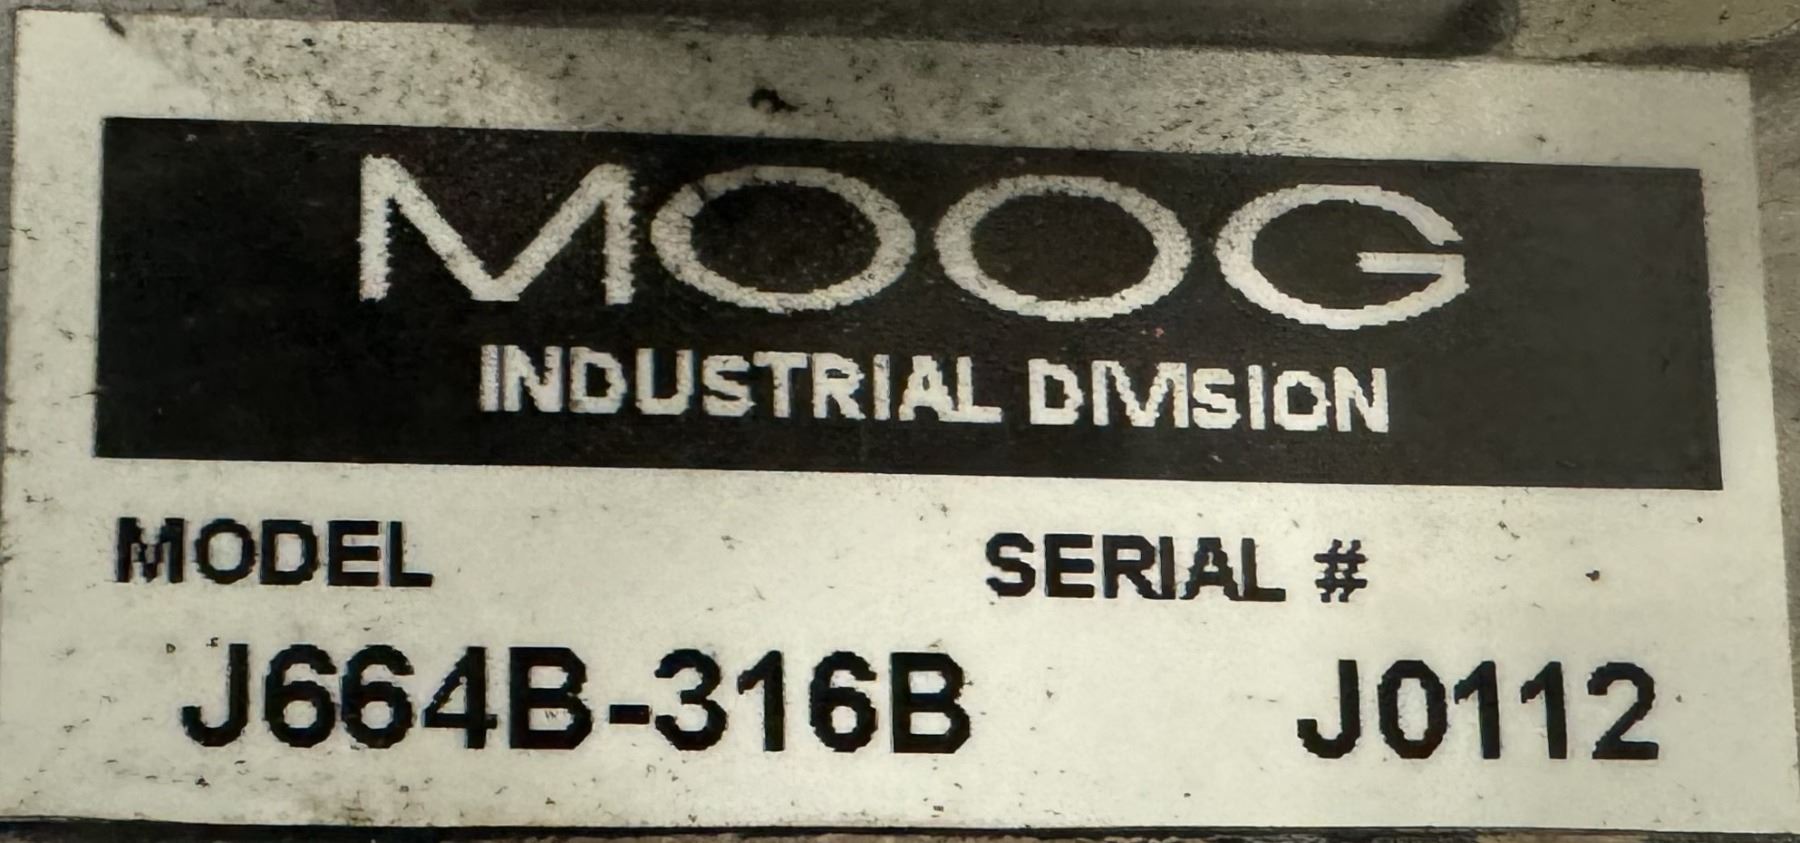 MOOG
INDUSTRIAL DIVISION
MODEL SERIAL #
J664B-316B J0112